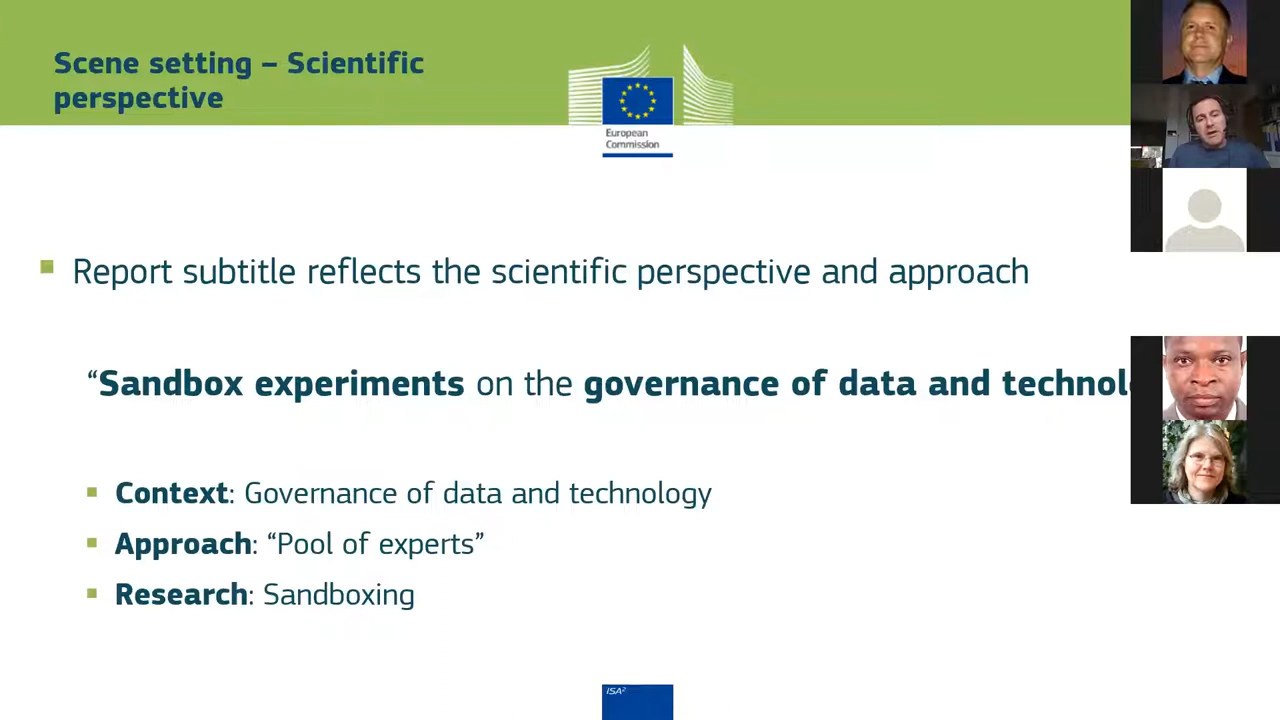 Scene setting – Scientific
perspective
European
Commission
Report subtitle reflects the scientific perspective and approach
“Sandbox experiments on the governance of data and technol
Context: Governance of data and technology
Approach: “Pool of experts”
Research: Sandboxing
ISA²